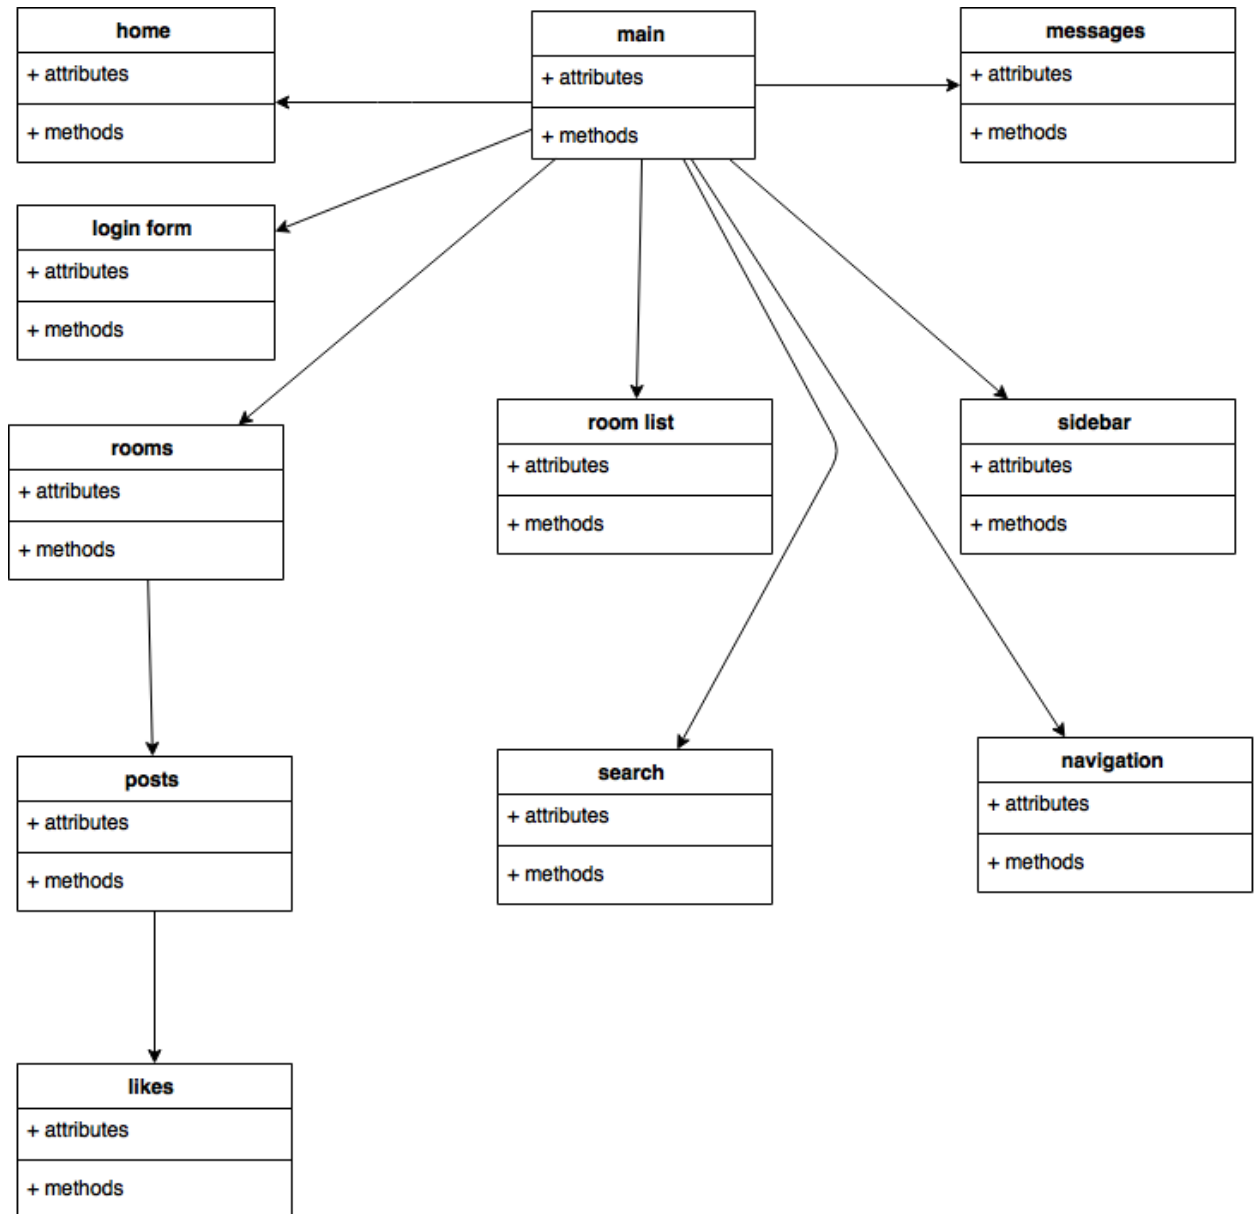 home
+ attributes
+ methods
main
+ attributes
+ methods
messages
+ attributes
+ methods
login form
+ attributes
+ methods
rooms
+ attributes
+ methods
room list
+ attributes
+ methods
sidebar
+ attributes
+ methods
posts
+ attributes
+ methods
search
+ attributes
+ methods
navigation
+ attributes
+ methods
likes
+ attributes
+ methods